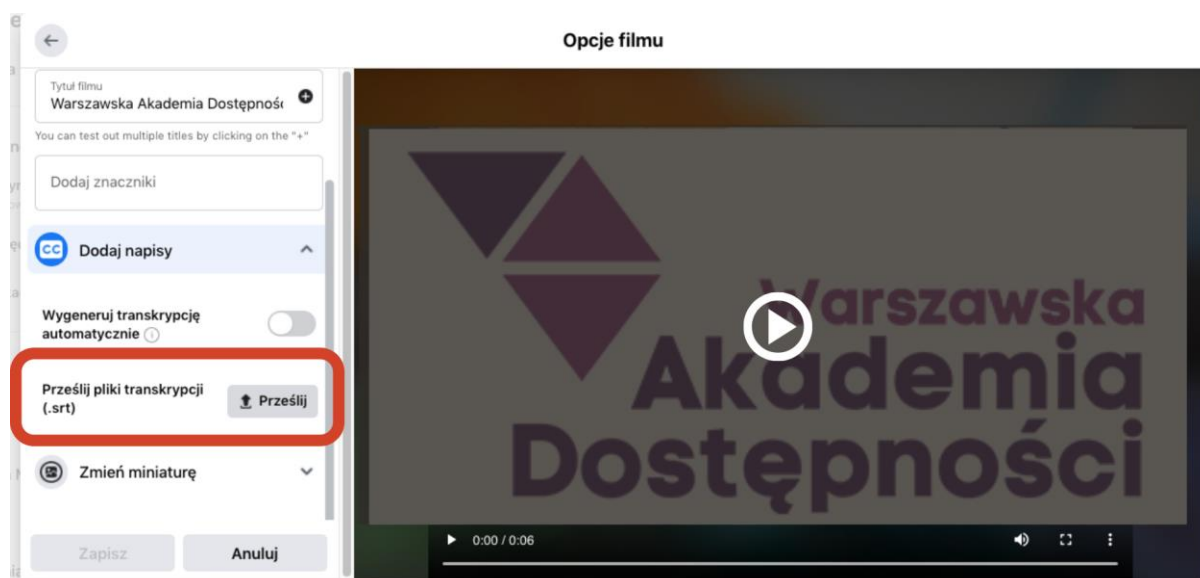 Opcje filmu
Tytuł filmu
Warszawska Akademia Dostępnoś
You can test out multiple titles by clicking on the "+"
Dodaj znaczniki
CC Dodaj napisy
Wygeneruj transkrypcję
automatycznie
Prześlij pliki transkrypcji
(.srt)
Prześlij
Zmień miniaturę
Zapisz
Anuluj
Warszawska
Akademia
Dostępności
0:00 / 0:06